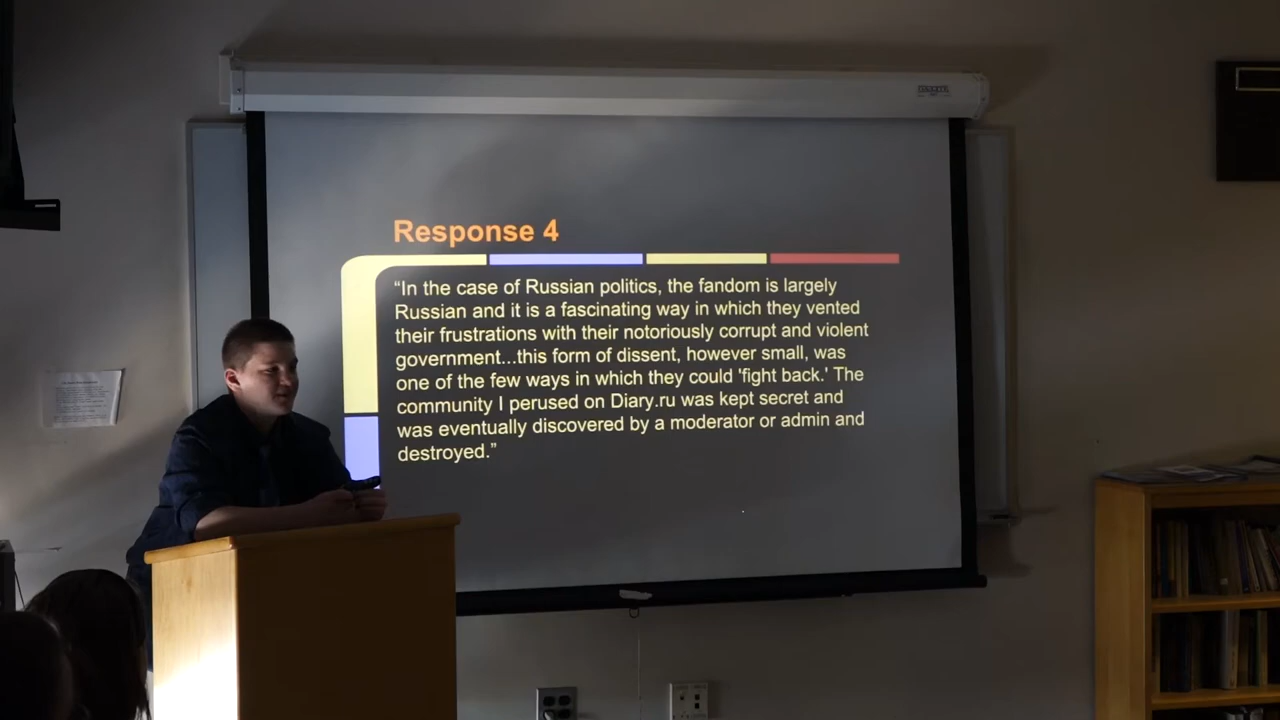 Response 4
“In the case of Russian politics, the fandom is largely
Russian and it is a fascinating way in which they vented
their frustrations with their notoriously corrupt and violent
government...this form of dissent, however small, was
one of the few ways in which they could 'fight back.' The
community I perused on Diary.ru was kept secret and
was eventually discovered by a moderator or admin and
destroyed.”